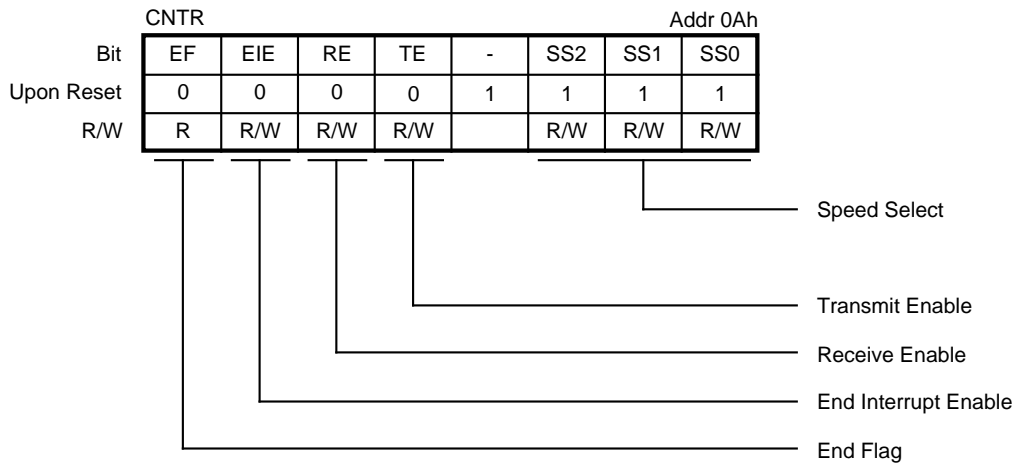 CNTR Addr 0Ah
Bit EF EIE RE TE - SS2 SS1 SS0
Upon Reset 0 0 0 0 1 1 1 1
R/W R R/W R/W R/W R/W R/W R/W
Speed Select
Transmit Enable
Receive Enable
End Interrupt Enable
End Flag